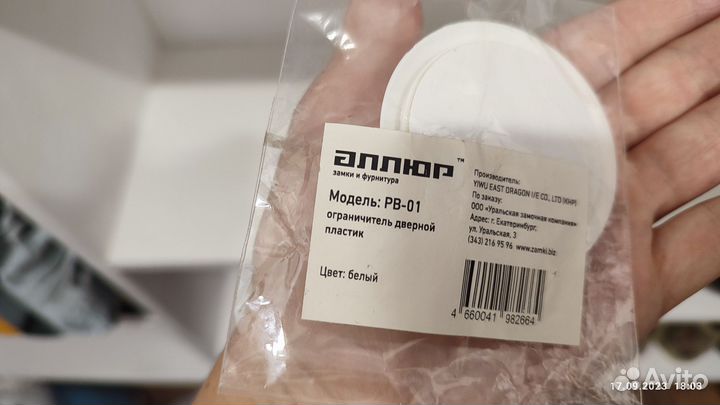 аллюр™
замки и фурнитура
Модель: PB-01
ограничитель дверной
пластик
Цвет: белый
Производитель:
YIWU EAST DRAGON I/E CO., LTD (КНР)
По заказу:
ООО «Уральская замочная компания»
Адрес: г. Екатеринбург,
ул. Уральская, 3
(343) 216 95 96 www.zamki.biz
4 660041 982664
17.09.2023 18:03
Avito